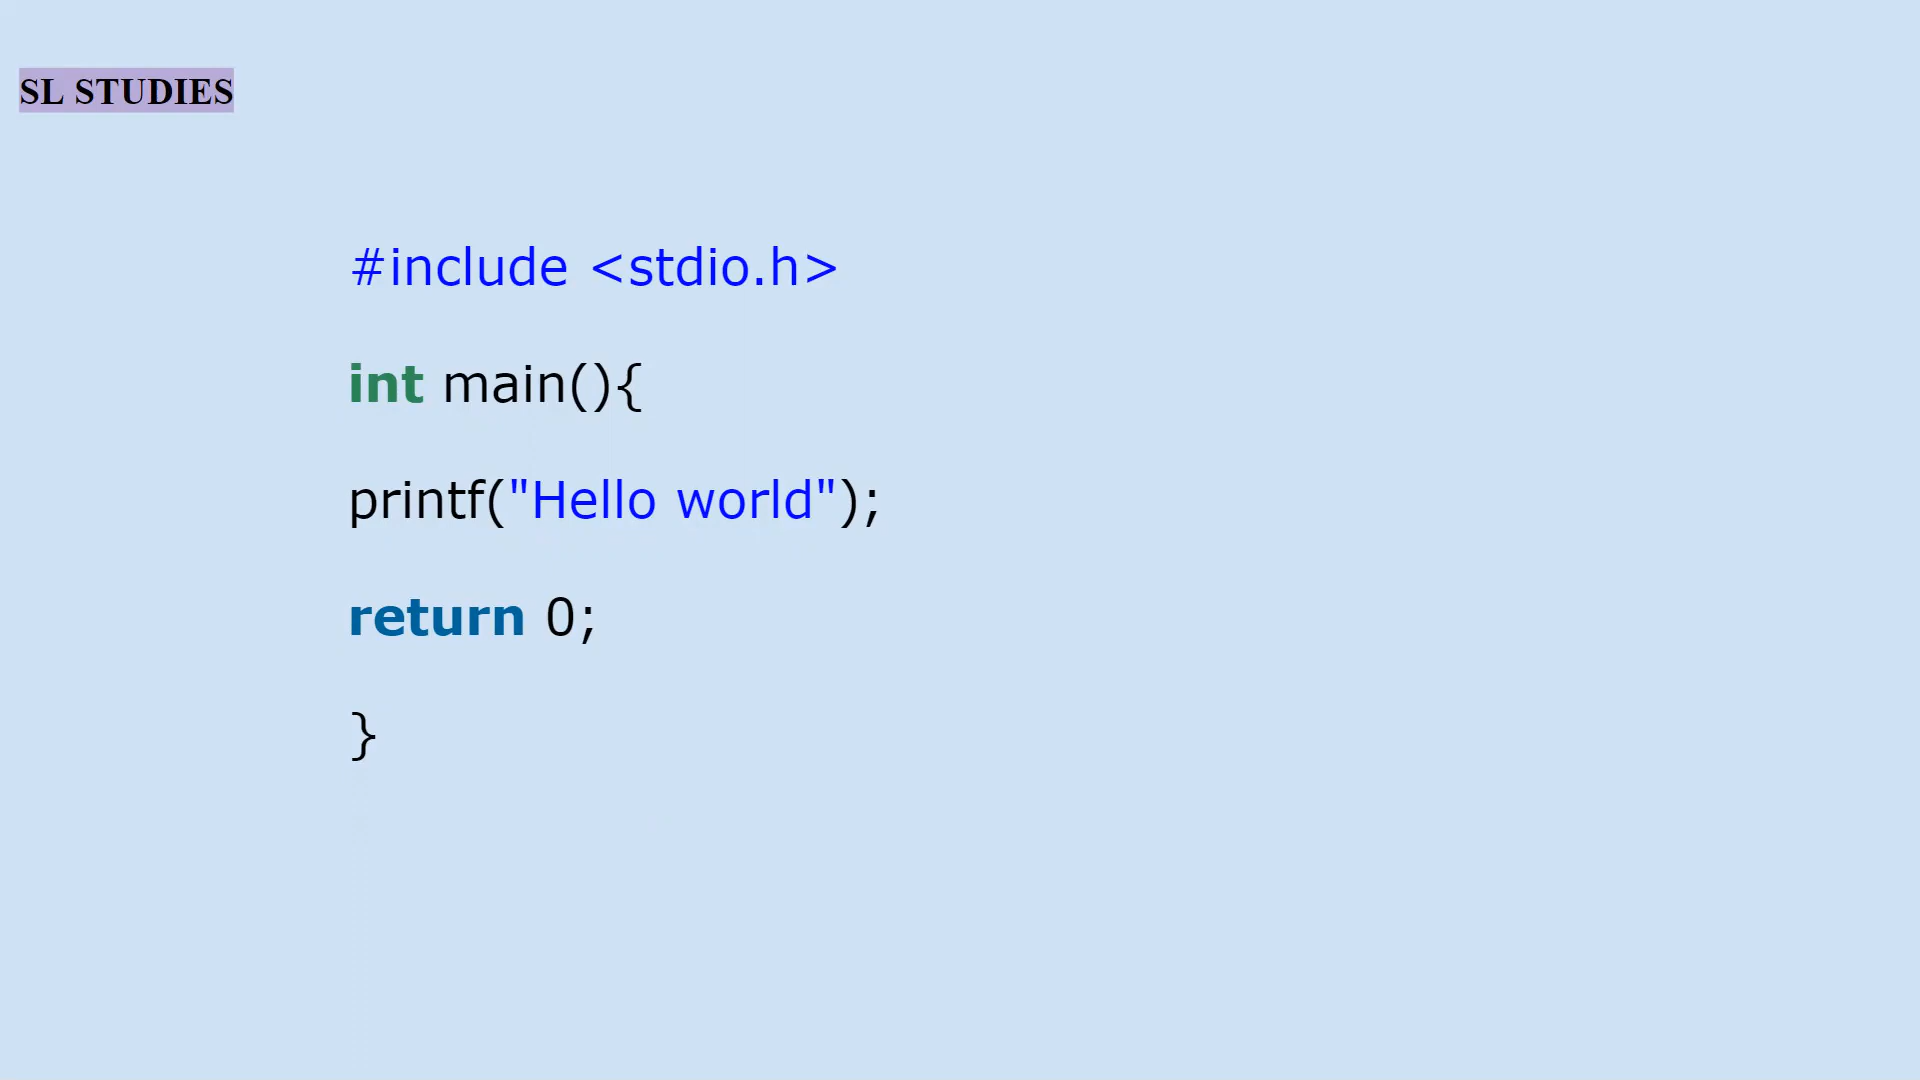 SL STUDIES
#include <stdio.h>
int main(){
printf("Hello world");
return 0;
}